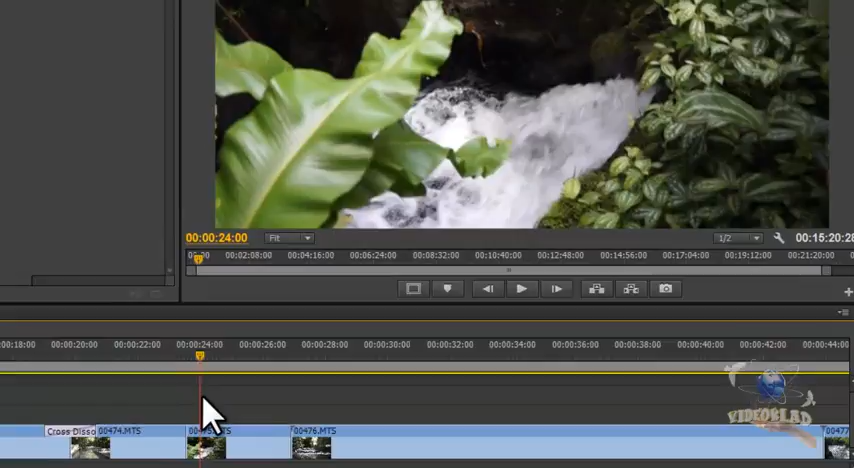 00:00:24:00 Fit 1/2 00:15:20:28
00:02:08:00 00:04:16:00 00:06:24:00 00:08:32:00 00:10:40:00 00:12:48:00 00:14:56:00 00:17:04:00 00:19:12:00 00:21:20:00
:00:18:00 00:00:20:00 00:00:22:00 00:00:24:00 00:00:26:00 00:00:28:00 00:00:30:00 00:00:32:00 00:00:34:00 00:00:36:00 00:00:38:00 00:00:40:00 00:00:42:00 00:00:44:00
VIDEOKLAD
Cross Disso 00474.MTS 00476.MTS 00477